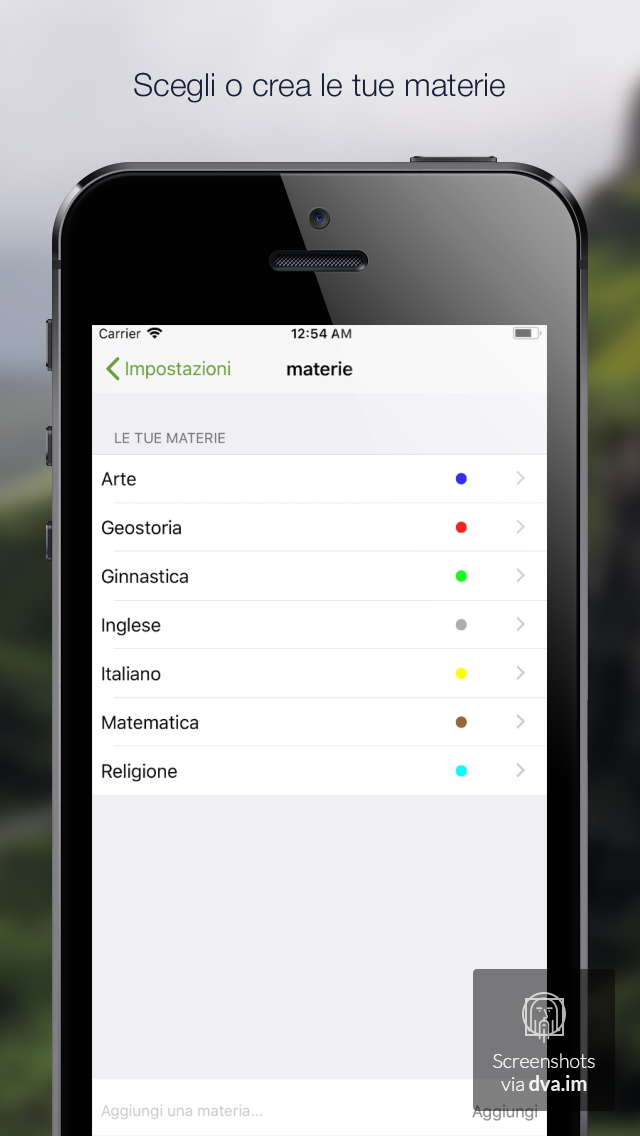 Scegli o crea le tue materie
Carrier
12:54 AM
Impostazioni
materie
LE TUE MATERIE
Arte
Geostoria
Ginnastica
Inglese
Italiano
Matematica
Religione
Screenshots
via dva.im
Aggiungi una materia...
Aggiungi